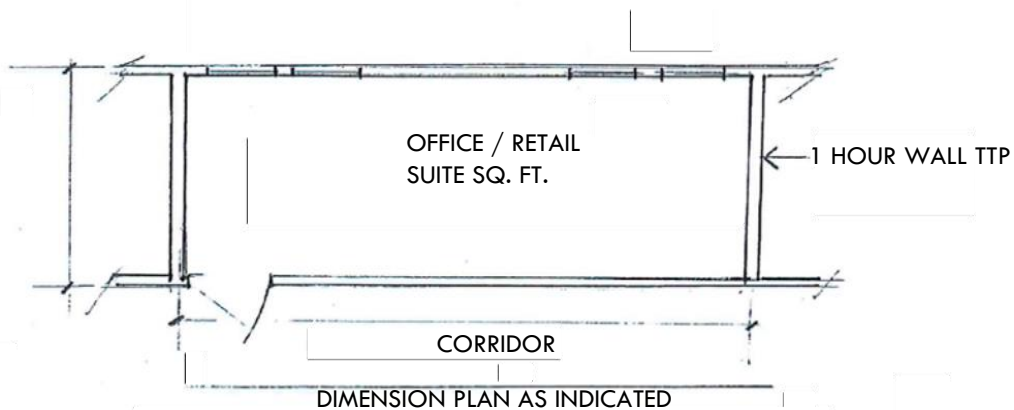 OFFICE / RETAIL
SUITE SQ. FT.
1 HOUR WALL TTP
CORRIDOR
DIMENSION PLAN AS INDICATED